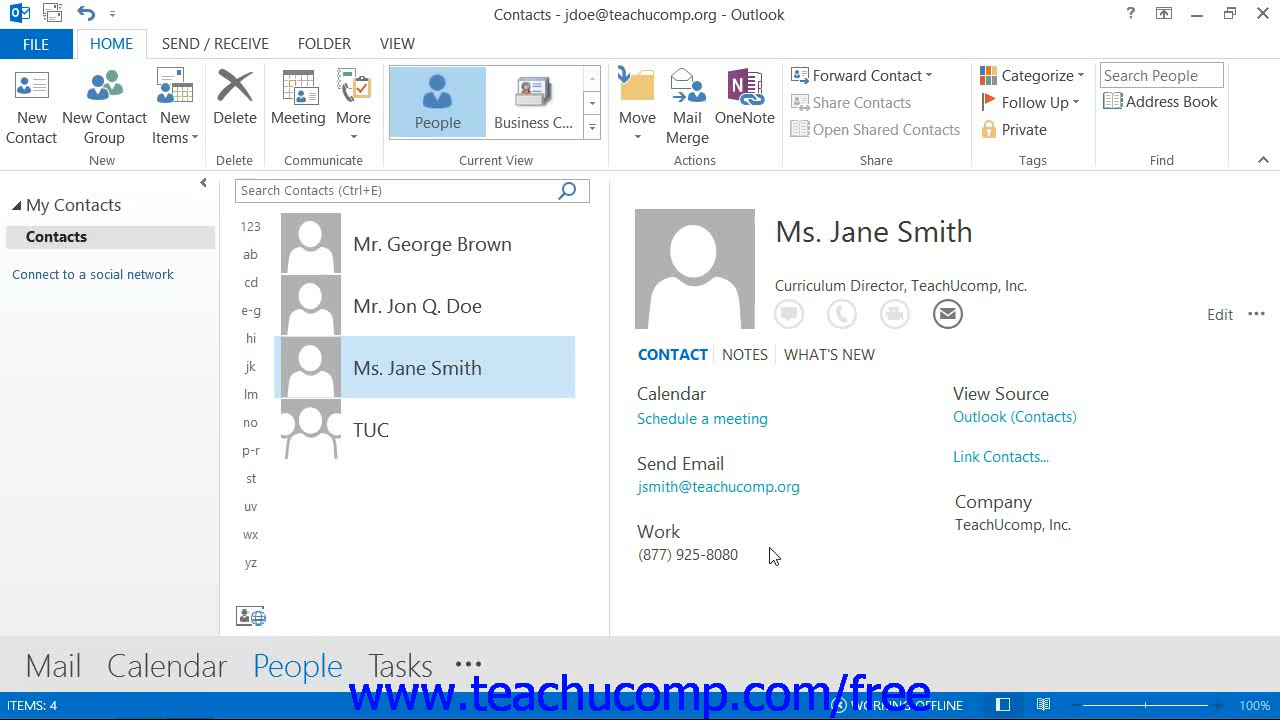 Contacts - jdoe@teachucomp.org - Outlook
?
FILE HOME SEND / RECEIVE FOLDER VIEW
New Contact
New Contact Group
New Items
New
Delete
Delete
Meeting
More
Communicate
People
Business C...
Current View
Move
Mail Merge
OneNote
Actions
Forward Contact
Share Contacts
Open Shared Contacts
Share
Categorize
Follow Up
Private
Tags
Search People
Address Book
Find
My Contacts
Contacts
Connect to a social network
Search Contacts (Ctrl+E)
123
ab
cd
e-g
hi
jk
lm
no
p-r
st
uv
wx
yz
Mr. George Brown
Mr. Jon Q. Doe
Ms. Jane Smith
TUC
Ms. Jane Smith
Curriculum Director, TeachUcomp, Inc.
Edit
CONTACT NOTES WHAT'S NEW
Calendar
Schedule a meeting
Send Email
jsmith@teachucomp.org
Work
(877) 925-8080
View Source
Outlook (Contacts)
Link Contacts...
Company
TeachUcomp, Inc.
Mail Calendar People Tasks
www.teachucomp.com/free
ITEMS: 4
WORKING OFFLINE
100%